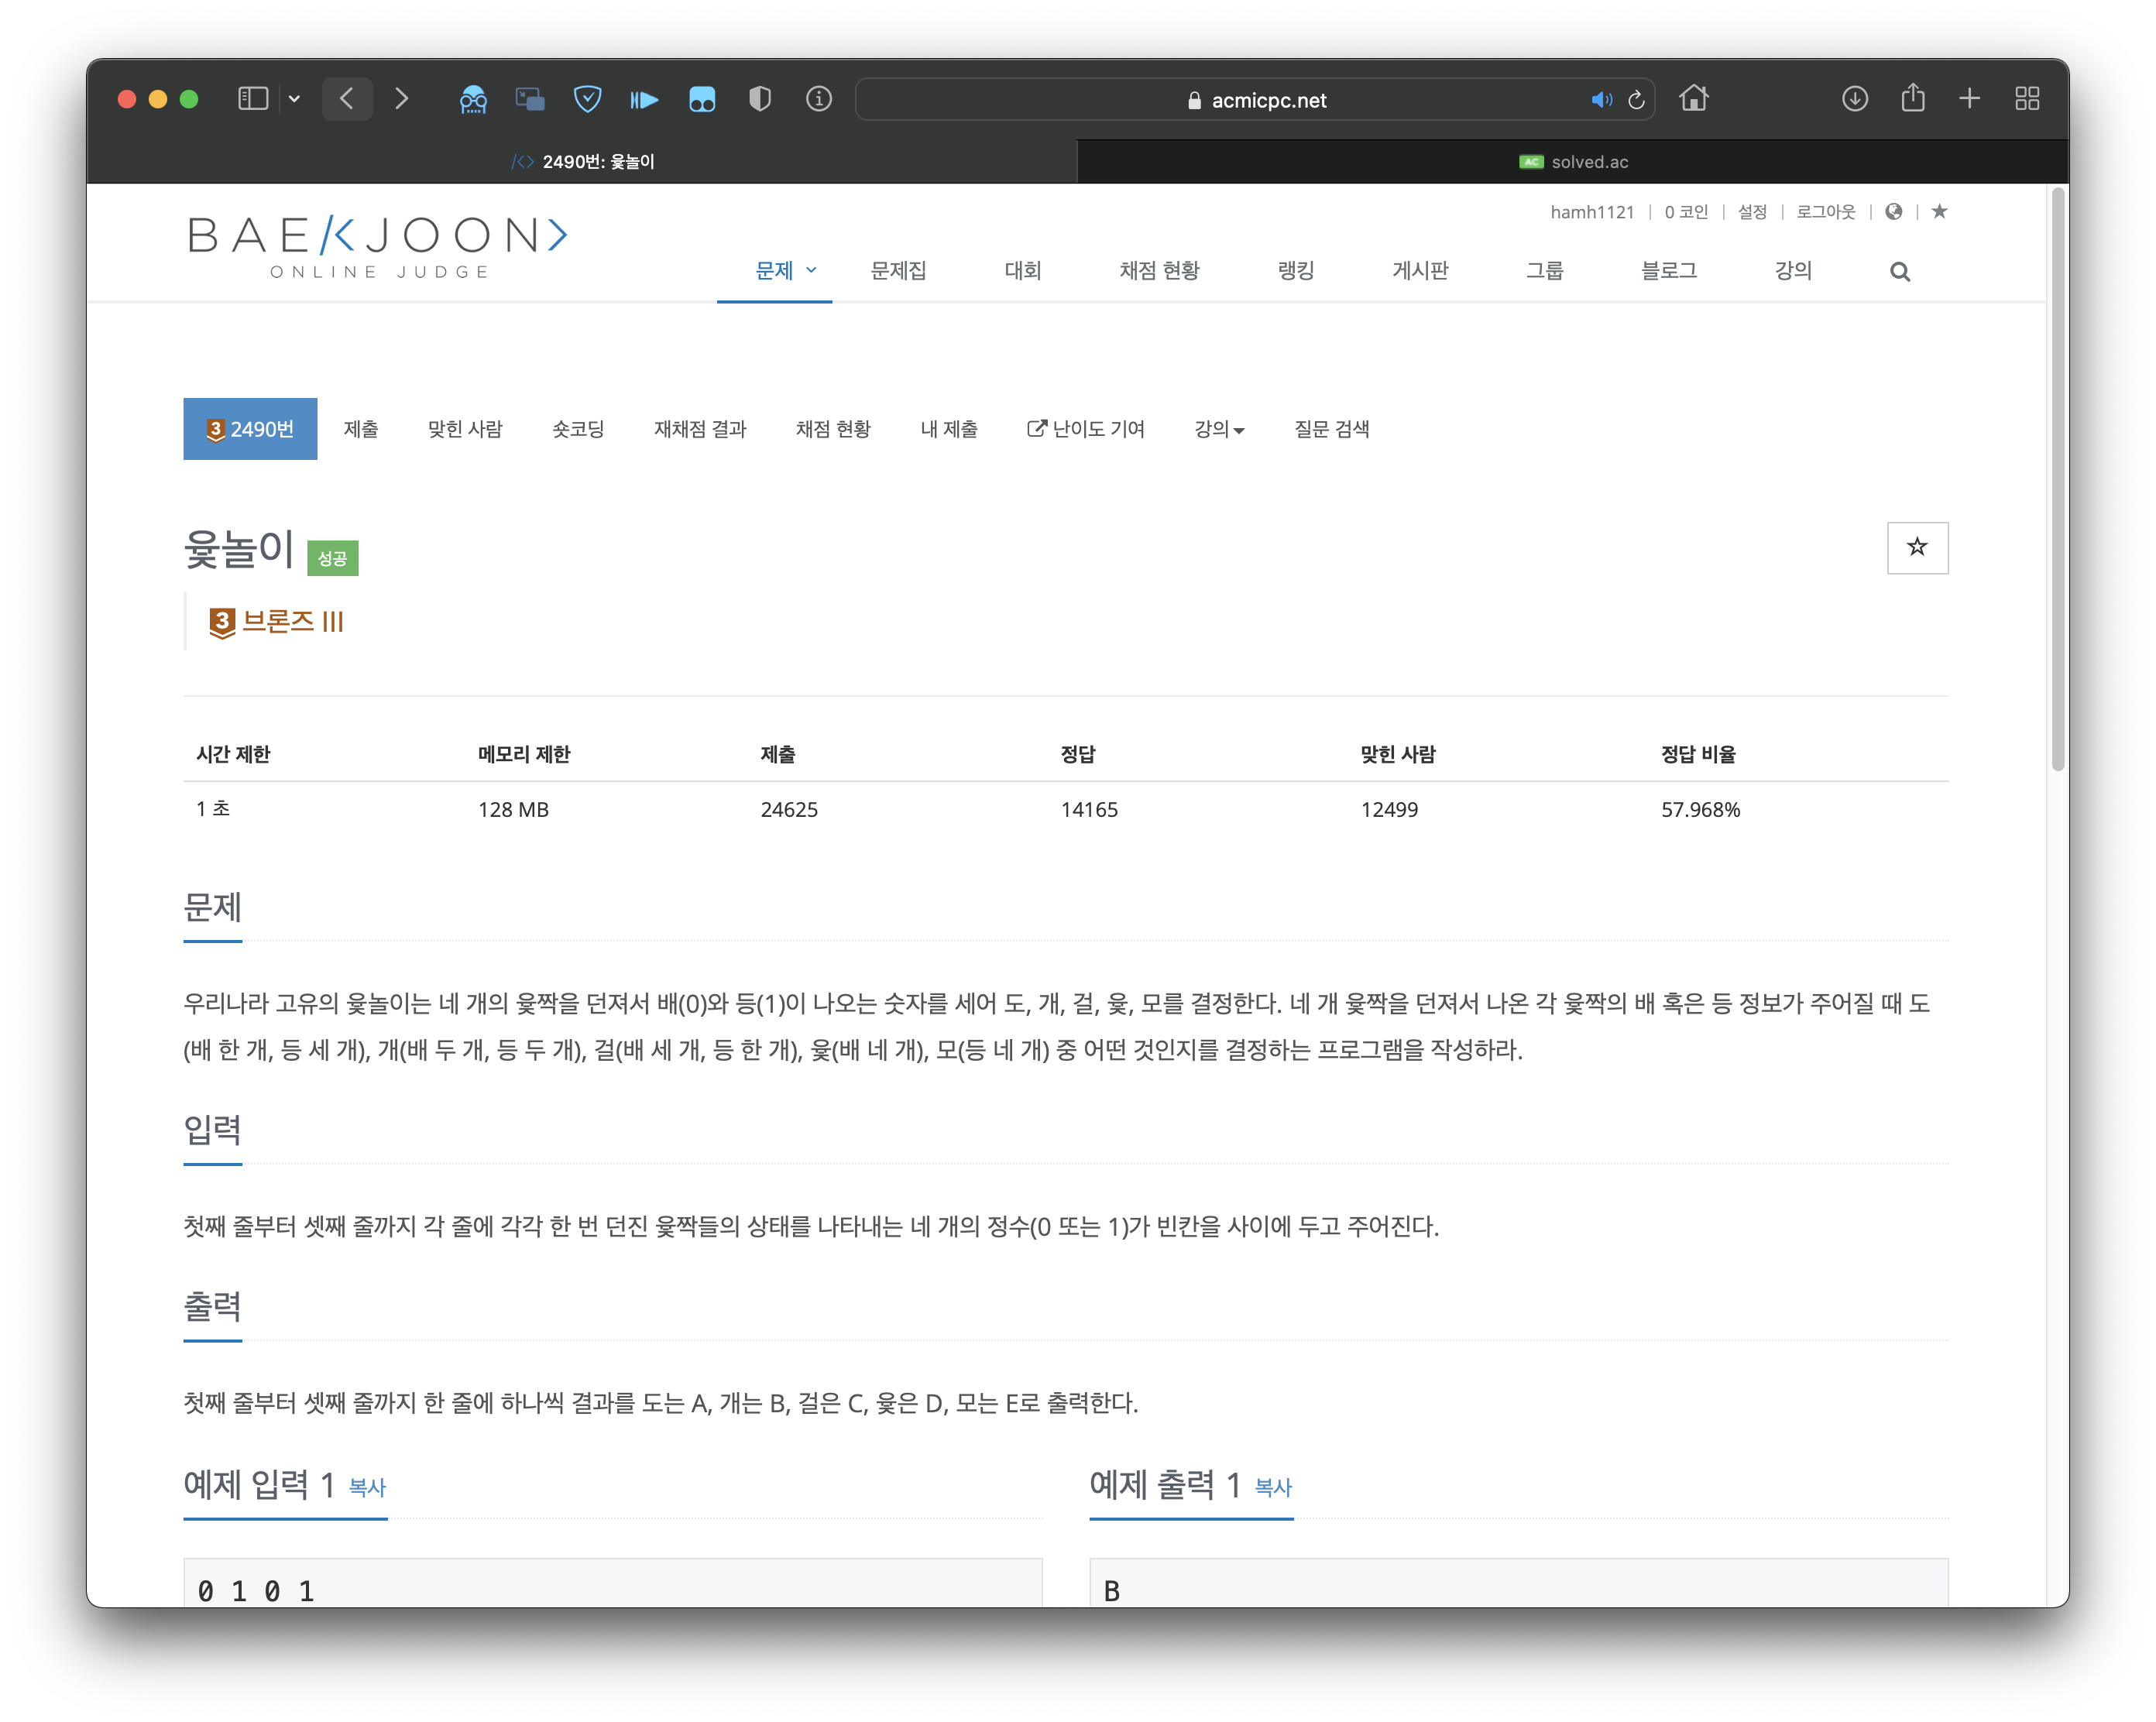 acmicpc.net
2490번: 윷놀이
solved.ac
BAEKJOON>
ONLINE JUDGE
hamh1121 | 0 코인 | 설정 | 로그아웃 | |
문제 문제집 대회 채점 현황 랭킹 게시판 그룹 블로그 강의
3 2490번 제출 맞힌 사람 숏코딩 재채점 결과 채점 현황 내 제출 난이도 기여 강의 질문 검색
윷놀이 성공
3 브론즈 III
시간 제한 메모리 제한 제출 정답 맞힌 사람 정답 비율
1 초 128 MB 24625 14165 12499 57.968%
문제
우리나라 고유의 윷놀이는 네 개의 윷짝을 던져서 배(0)와 등(1)이 나오는 숫자를 세어 도, 개, 걸, 윷, 모를 결정한다. 네 개 윷짝을 던져서 나온 각 윷짝의 배 혹은 등 정보가 주어질 때 도
(배 한 개, 등 세 개), 개(배 두 개, 등 두 개), 걸(배 세 개, 등 한 개), 윷(배 네 개), 모(등 네 개) 중 어떤 것인지를 결정하는 프로그램을 작성하라.
입력
첫째 줄부터 셋째 줄까지 각 줄에 각각 한 번 던진 윷짝들의 상태를 나타내는 네 개의 정수(0 또는 1)가 빈칸을 사이에 두고 주어진다.
출력
첫째 줄부터 셋째 줄까지 한 줄에 하나씩 결과를 도는 A, 개는 B, 걸은 C, 윷은 D, 모는 E로 출력한다.
예제 입력 1 복사
0 1 0 1
예제 출력 1 복사
B